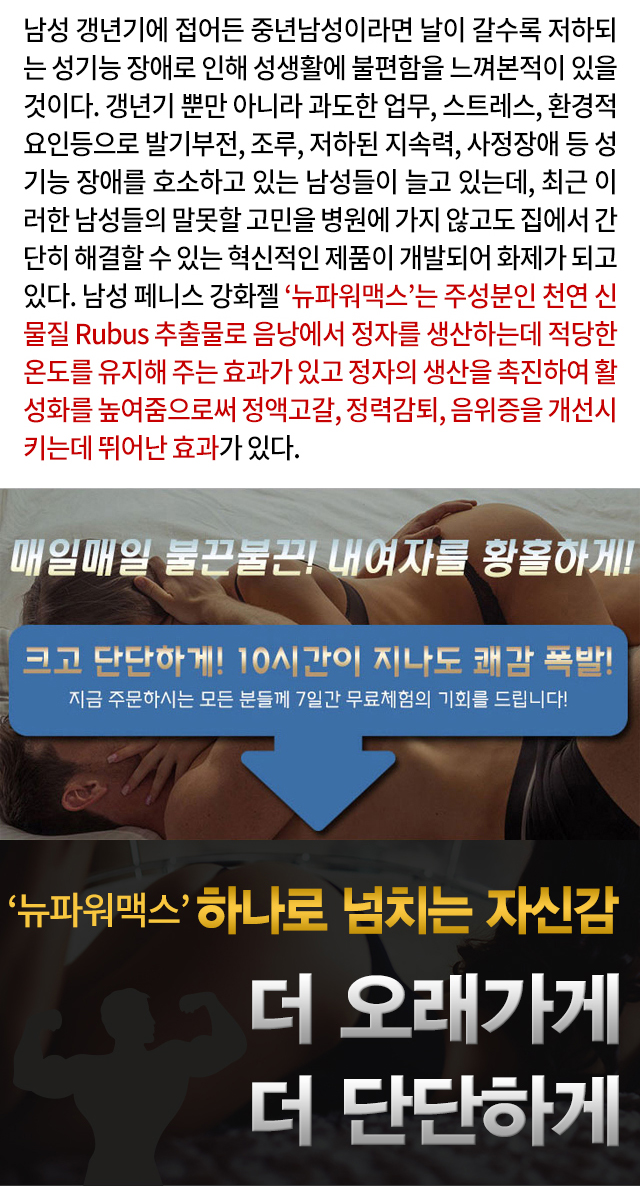 남성 갱년기에 접어든 중년남성이라면 날이 갈수록 저하되
는 성기능 장애로 인해 성생활에 불편함을 느껴본적이 있을
것이다. 갱년기 뿐만 아니라 과도한 업무, 스트레스, 환경적
요인등으로 발기부전, 조루, 저하된 지속력, 사정장애 등 성
기능 장애를 호소하고 있는 남성들이 늘고 있는데, 최근 이
러한 남성들의 말못할 고민을 병원에 가지 않고도 집에서 간
단히 해결할 수 있는 혁신적인 제품이 개발되어 화제가 되고
있다. 남성 페니스 강화젤 ‘뉴파워맥스’는 주성분인 천연 신
물질 Rubus 추출물로 음낭에서 정자를 생산하는데 적당한
온도를 유지해 주는 효과가 있고 정자의 생산을 촉진하여 활
성화를 높여줌으로써 정액고갈, 정력감퇴, 음위증을 개선시
키는데 뛰어난 효과가 있다.
매일매일 불끈불끈! 내여자를 황홀하게!
크고 단단하게! 10시간이 지나도 쾌감 폭발!
지금 주문하시는 모든 분들께 7일간 무료체험의 기회를 드립니다!
‘뉴파워맥스’ 하나로 넘치는 자신감
더 오래가게
더 단단하게